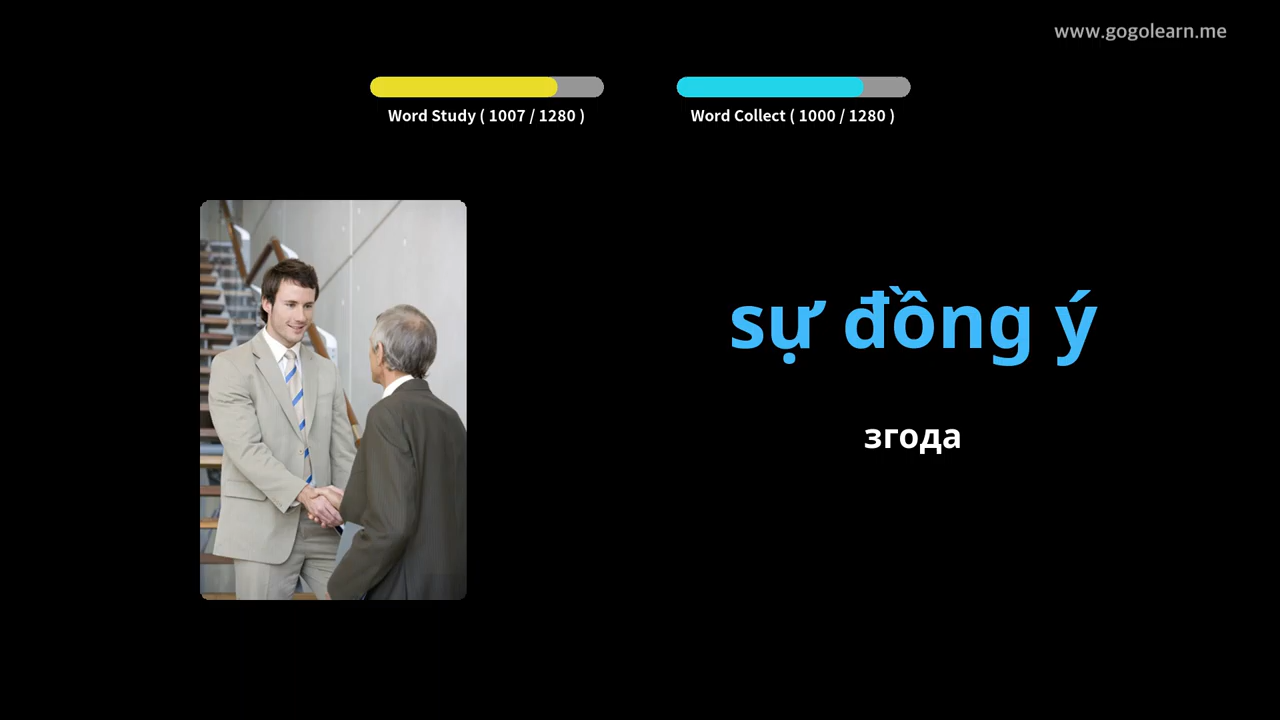 www.gogolearn.me
Word Study ( 1007 / 1280 )
Word Collect ( 1000 / 1280 )
sự đồng ý
згода